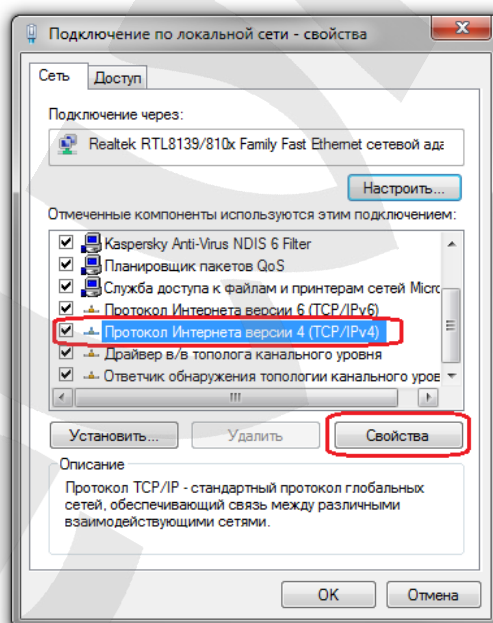 Подключение по локальной сети - свойства
Сеть Доступ
Подключение через:
Realtek RTL8139/810x Family Fast Ethernet сетевой ада
Настроить...
Отмеченные компоненты используются этим подключением:
Kaspersky Anti-Virus NDIS 6 Filter
Планировщик пакетов QoS
Служба доступа к файлам и принтерам сетей Micro
Протокол Интернета версии 6 (TCP/IPv6)
Протокол Интернета версии 4 (TCP/IPv4)
Драйвер в/в тополога канального уровня
Ответчик обнаружения топологии канального уров
Установить... Удалить Свойства
Описание
Протокол TCP/IP - стандартный протокол глобальных
сетей, обеспечивающий связь между различными
взаимодействующими сетями.
OK Отмена